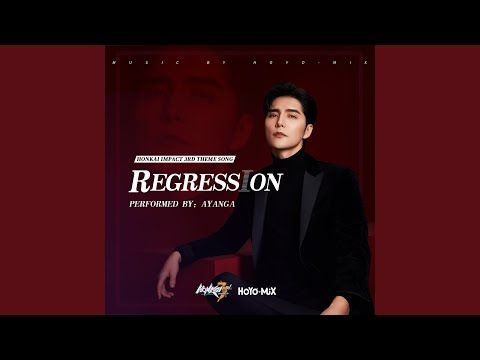 MUSIC BY HOYO-MIX
HONKAI IMPACT 3RD THEME SONG
REGRESSION
PERFORMED BY: AYANGA
HOYO-MiX